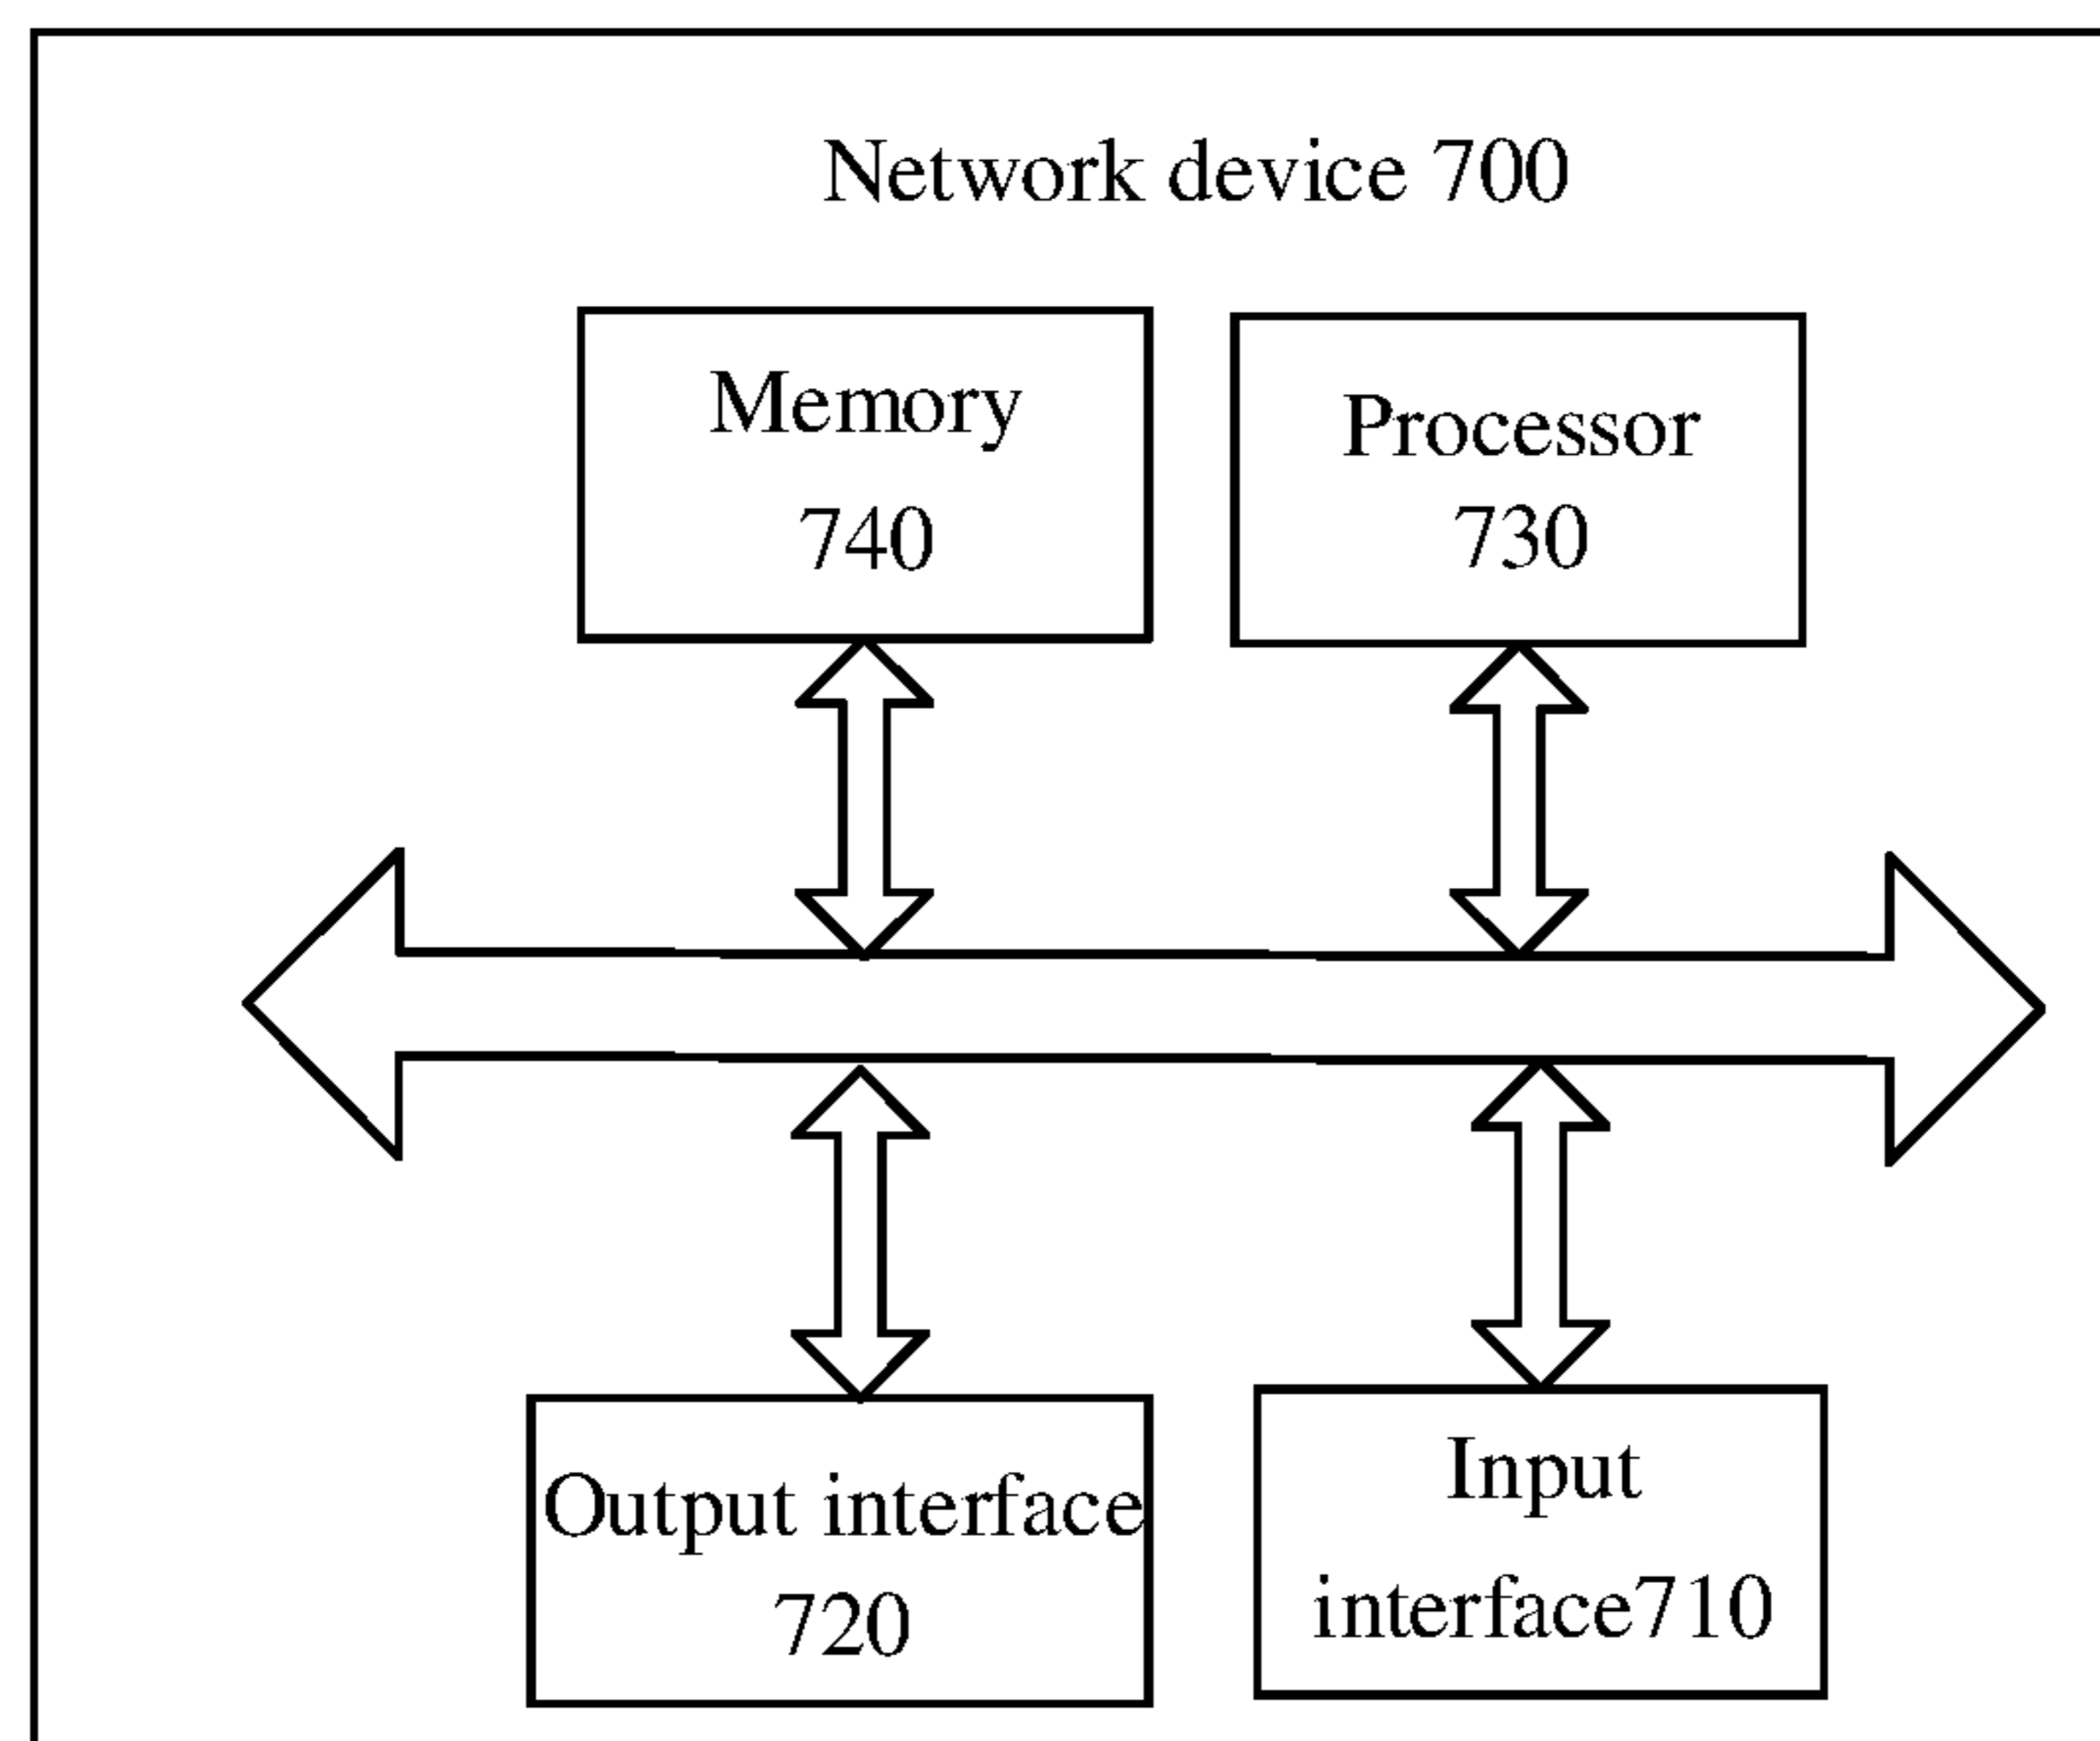 Network device 700
Memory
740
Processor
730
Output interface
720
Input
interface710